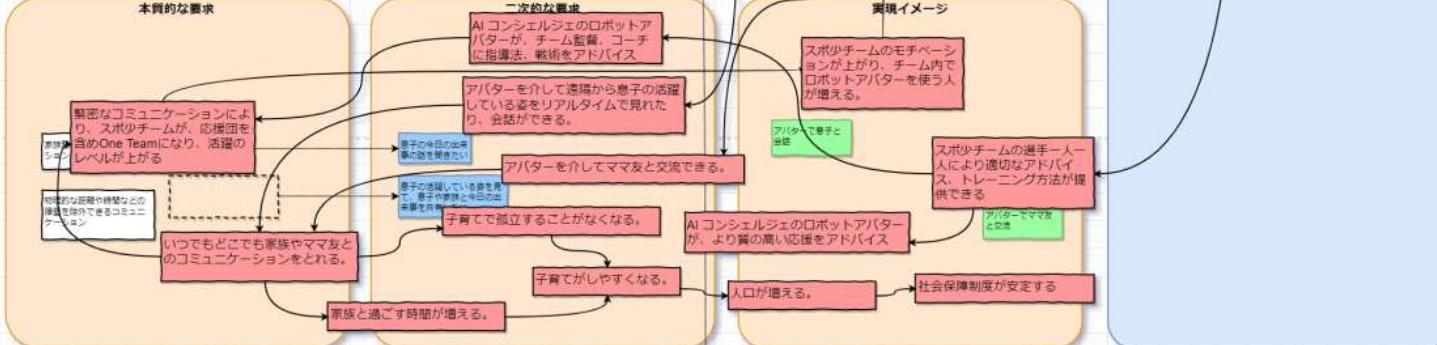 本質的な要求
二次的な要求
実現イメージ
AI コンシェルジェのロボットア
バターが、チーム監督、コーチ
に指導法、戦術をアドバイス
スポ少チームのモチベーシ
ョンが上がり、チーム内で
ロボットアバターを使う人
が増える。
アバターを介して遠隔から息子の活躍
している姿をリアルタイムで見れた
り、会話ができる。
緊密なコミュニケーションによ
り、スポ少チームが、応援団を
含めOne Teamになり、活躍の
レベルが上がる
家族
ション
息子の今日の出来
事の話を聞きたい
アバターで息子と
会話
スポ少チームの選手一人一
人により適切なアドバイ
ス、トレーニング方法が提
供できる
アバターを介してママ友と交流できる。
息子の活躍している姿を見
て、息子や家族と今日の出
来事を共有
物理的な距離や時間などの
障壁を除外できるコミュニ
ケーション
子育てで孤立することがなくなる。
AI コンシェルジェのロボットアバター
が、より質の高い応援をアドバイス
アバターでママ友
と交流
いつでもどこでも家族やママ友と
のコミュニケーションをとれる。
子育てがしやすくなる。
人口が増える。
社会保障制度が安定する
家族と過ごす時間が増える。